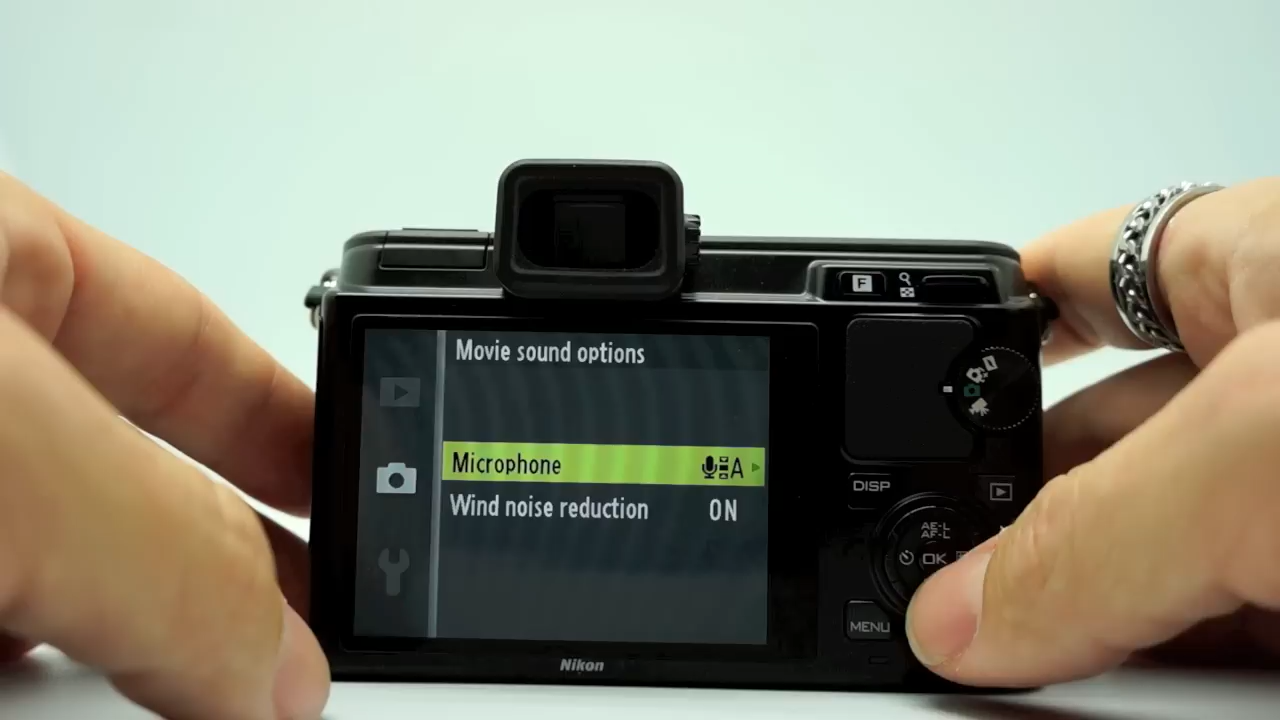 F
Movie sound options
Microphone A
Wind noise reduction ON
DISP
AE-L
AF-L
OK
MENU
Nikon